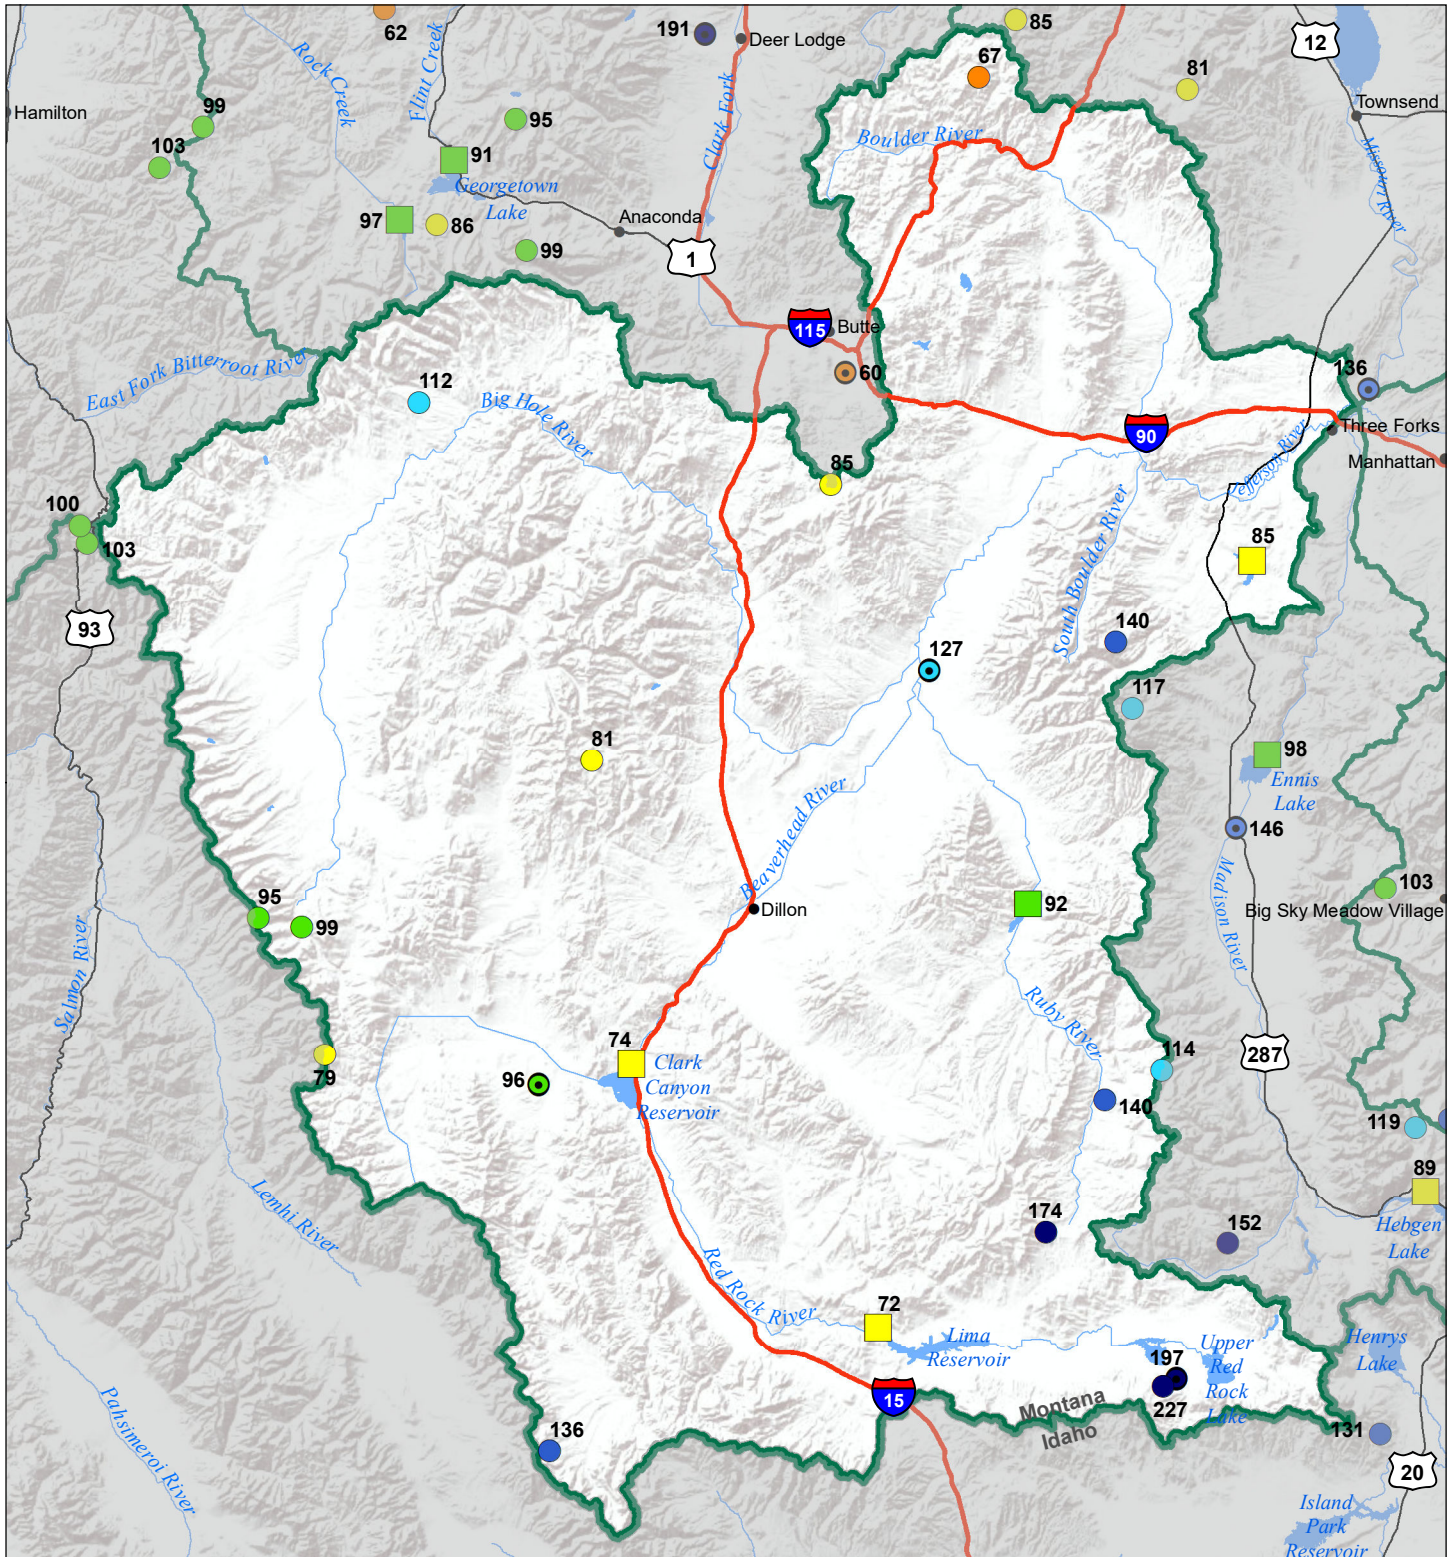 62
191
Deer Lodge
85
12
67
81
Rock Creek
Flint Creek
Clark Fork
Hamilton
99
95
Townsend
103
91
Boulder River
Missouri River
Georgetown
Lake
97
86
Anaconda
99
1
115
Butte
60
East Fork Bitterroot River
112
Big Hole River
136
90
Three Forks
Jefferson River
Manhattan
85
100
103
South Boulder River
85
93
140
127
117
81
98
Ennis
Lake
Beaverhead River
146
Madison River
95
99
Dillon
92
103
Big Sky Meadow Village
Salmon River
Ruby River
74
Clark
Canyon
Reservoir
79
96
287
114
140
119
89
Lemhi River
174
152
Hebgen
Lake
Red Rock River
72
Lima
Reservoir
Upper
Red
Rock
Lake
197
227
Henrys
Lake
15
Montana
Idaho
136
131
Pahsimeroi River
20
Island
Park
Reservoir